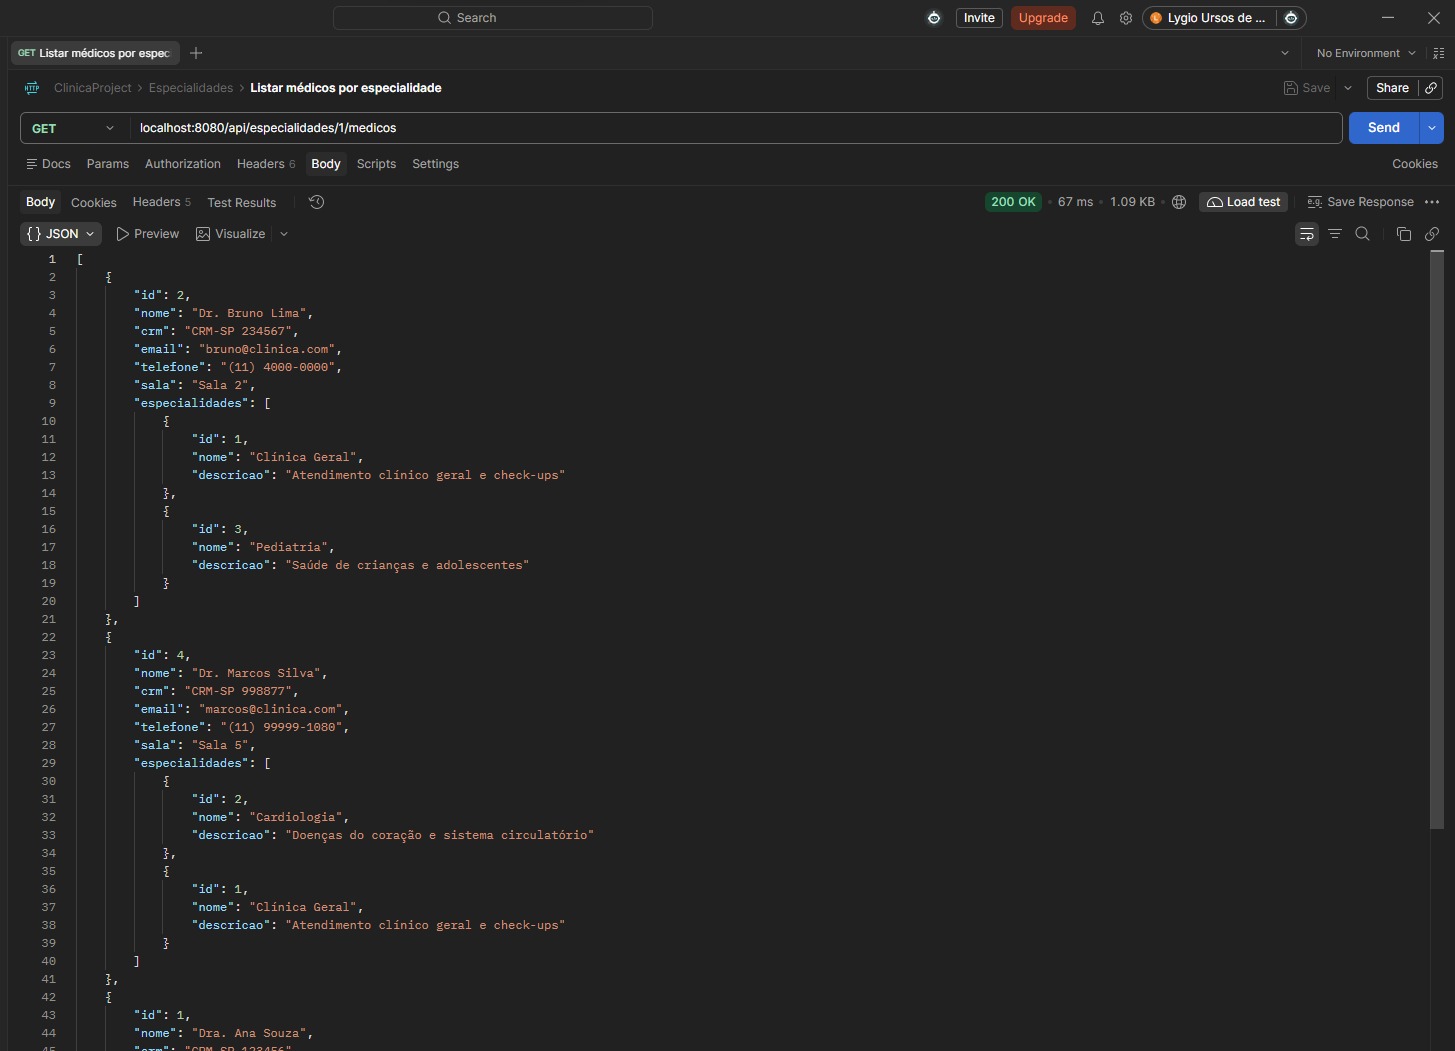 Search
Invite
Upgrade
Lygio Ursos de ...
GET Listar médicos por espec
No Environment
HTTP ClinicaProject > Especialidades > Listar médicos por especialidade
Save
Share
GET
localhost:8080/api/especialidades/1/medicos
Send
Docs Params Authorization Headers 6 Body Scripts Settings
Cookies
Body Cookies Headers 5 Test Results
200 OK • 67 ms • 1.09 KB
Load test
e.g. Save Response
{} JSON
Preview
Visualize
1 [
2 {
3 "id": 2,
4 "nome": "Dr. Bruno Lima",
5 "crm": "CRM-SP 234567",
6 "email": "bruno@clinica.com",
7 "telefone": "(11) 4000-0000",
8 "sala": "Sala 2",
9 "especialidades": [
10 {
11 "id": 1,
12 "nome": "Clínica Geral",
13 "descricao": "Atendimento clínico geral e check-ups"
14 },
15 {
16 "id": 3,
17 "nome": "Pediatria",
18 "descricao": "Saúde de crianças e adolescentes"
19 }
20 ]
21 },
22 {
23 "id": 4,
24 "nome": "Dr. Marcos Silva",
25 "crm": "CRM-SP 998877",
26 "email": "marcos@clinica.com",
27 "telefone": "(11) 99999-1080",
28 "sala": "Sala 5",
29 "especialidades": [
30 {
31 "id": 2,
32 "nome": "Cardiologia",
33 "descricao": "Doenças do coração e sistema circulatório"
34 },
35 {
36 "id": 1,
37 "nome": "Clínica Geral",
38 "descricao": "Atendimento clínico geral e check-ups"
39 }
40 ]
41 },
42 {
43 "id": 1,
44 "nome": "Dra. Ana Souza",
45 "crm": "CRM-SP 123456",